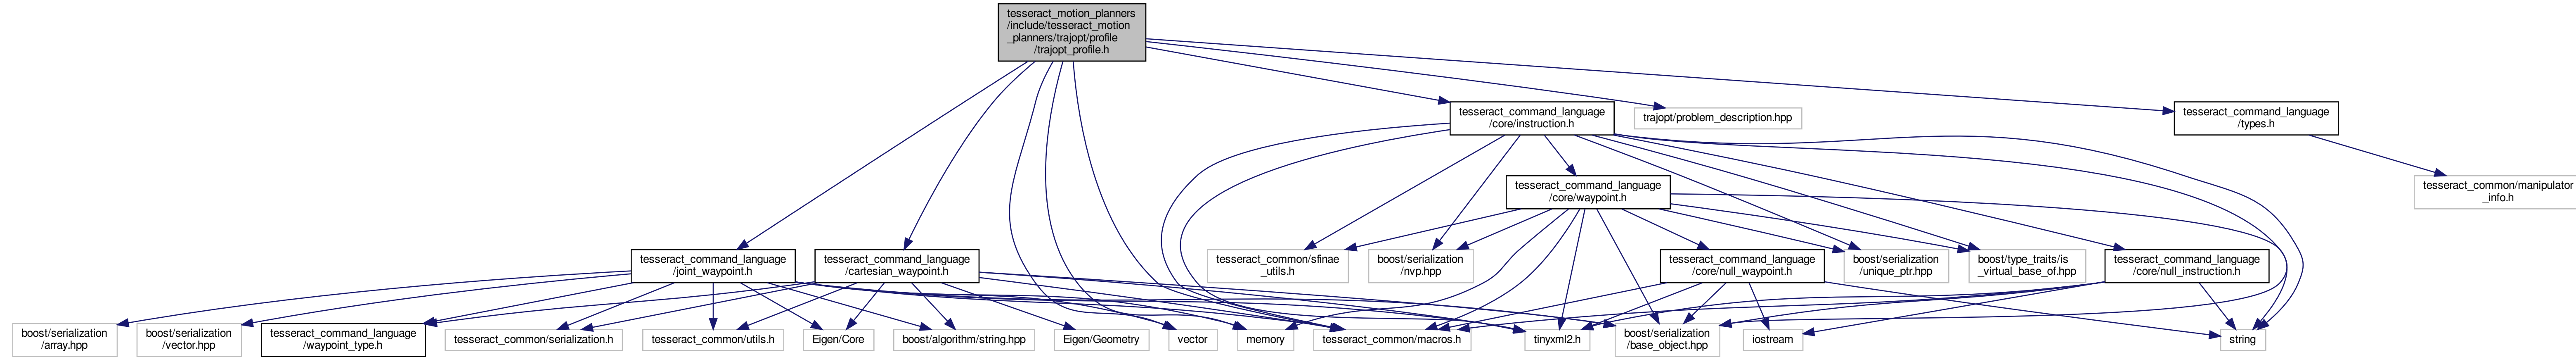 tesseract_motion_planners
/include/tesseract_motion
_planners/trajopt/profile
/trajopt_profile.h
tesseract_command_language
/core/instruction.h
trajopt/problem_description.hpp
tesseract_command_language
/types.h
tesseract_command_language
/core/waypoint.h
tesseract_common/manipulator
_info.h
tesseract_command_language
/joint_waypoint.h
tesseract_command_language
/cartesian_waypoint.h
tesseract_common/sfinae
_utils.h
boost/serialization
/nvp.hpp
tesseract_command_language
/core/null_waypoint.h
boost/serialization
/unique_ptr.hpp
boost/type_traits/is
_virtual_base_of.hpp
tesseract_command_language
/core/null_instruction.h
boost/serialization
/array.hpp
boost/serialization
/vector.hpp
tesseract_command_language
/waypoint_type.h
tesseract_common/serialization.h
tesseract_common/utils.h
Eigen/Core
boost/algorithm/string.hpp
Eigen/Geometry
vector
memory
tesseract_common/macros.h
tinyxml2.h
boost/serialization
/base_object.hpp
iostream
string